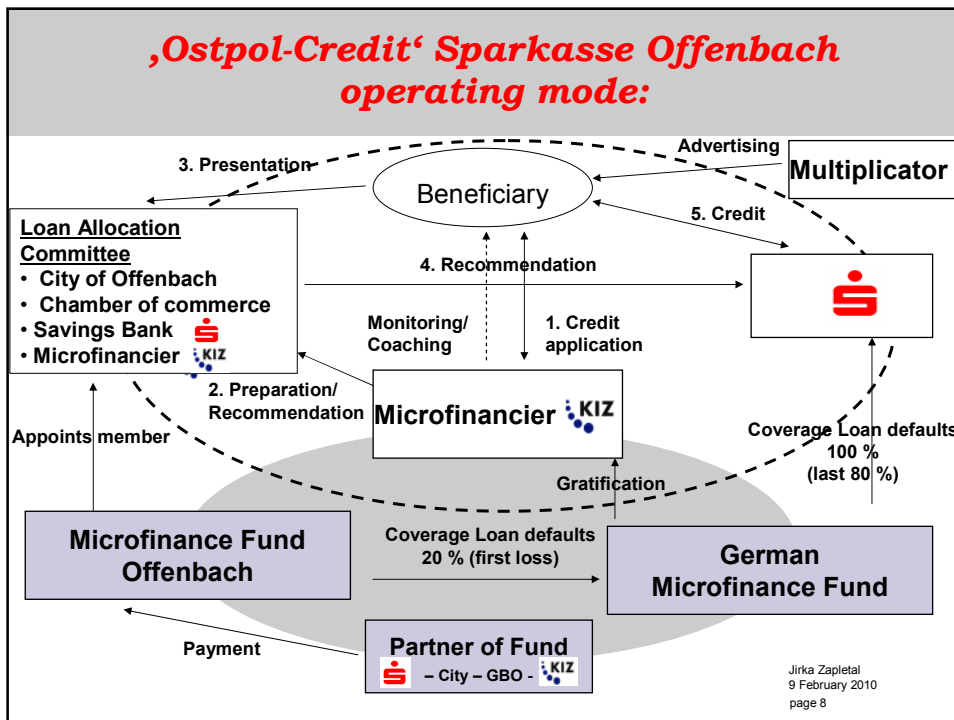 ‚Ostpol-Credit‘ Sparkasse Offenbach
operating mode:
3. Presentation
Advertising
Multiplicator
Beneficiary
5. Credit
Loan Allocation
Committee
• City of Offenbach
• Chamber of commerce
• Savings Bank
• Microfinancier KIZ
4. Recommendation
Monitoring/
Coaching
1. Credit
application
2. Preparation/
Recommendation
Microfinancier KIZ
Appoints member
Coverage Loan defaults
100 %
(last 80 %)
Gratification
Microfinance Fund
Offenbach
Coverage Loan defaults
20 % (first loss)
German
Microfinance Fund
Payment
Partner of Fund
– City – GBO - KIZ
Jirka Zapletal
9 February 2010
page 8